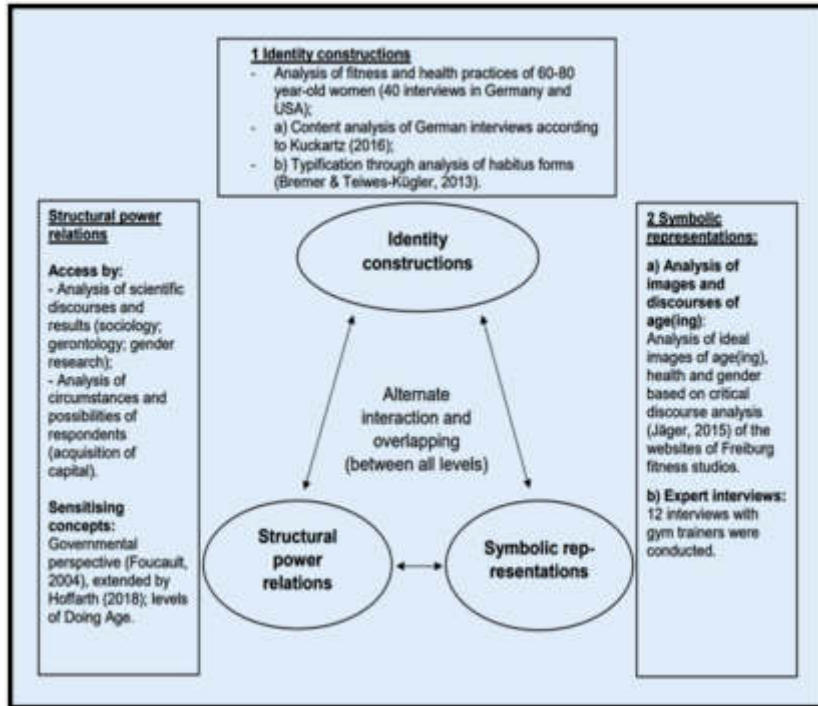 1 Identity constructions
- Analysis of fitness and health practices of 60-80
year-old women (40 interviews in Germany and
USA);
- a) Content analysis of German interviews according
to Kuckartz (2016);
- b) Typification through analysis of habitus forms
(Bremer & Teiwes-Kügler, 2013).
Structural power
relations
Access by:
- Analysis of scientific
discourses and
results (sociology;
gerontology; gender
research);
- Analysis of
circumstances and
possibilities of
respondents
(acquisition of
capital).
Sensitising
concepts:
Governmental
perspective (Foucault,
2004), extended by
Hoffarth (2018); levels
of Doing Age.
Identity
constructions
Alternate
interaction and
overlapping
(between all levels)
Structural
power
relations
Symbolic rep-
resentations
2 Symbolic
representations:
a) Analysis of
images and
discourses of
age(ing):
Analysis of ideal
images of age(ing),
health and gender
based on critical
discourse analysis
(Jäger, 2015) of the
websites of Freiburg
fitness studios.
b) Expert interviews:
12 interviews with
gym trainers were
conducted.